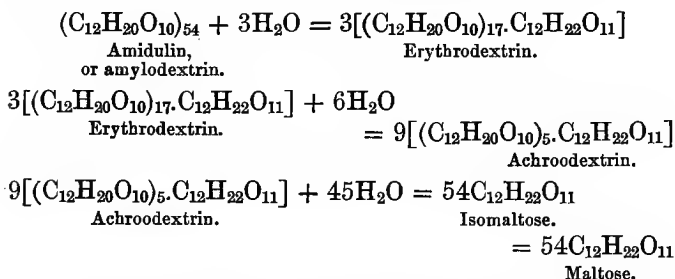 (C₁₂H₂₀O₁₀)₅₄ + 3H₂O = 3[(C₁₂H₂₀O₁₀)₁₇.C₁₂H₂₂O₁₁]
Amidulin, Erythrodextrin.
or amylodextrin.
3[(C₁₂H₂₀O₁₀)₁₇.C₁₂H₂₂O₁₁] + 6H₂O
Erythrodextrin.
= 9[(C₁₂H₂₀O₁₀)₅.C₁₂H₂₂O₁₁]
Achroodextrin.
9[(C₁₂H₂₀O₁₀)₅.C₁₂H₂₂O₁₁] + 45H₂O = 54C₁₂H₂₂O₁₁
Achroodextrin. Isomaltose.
= 54C₁₂H₂₂O₁₁
Maltose.